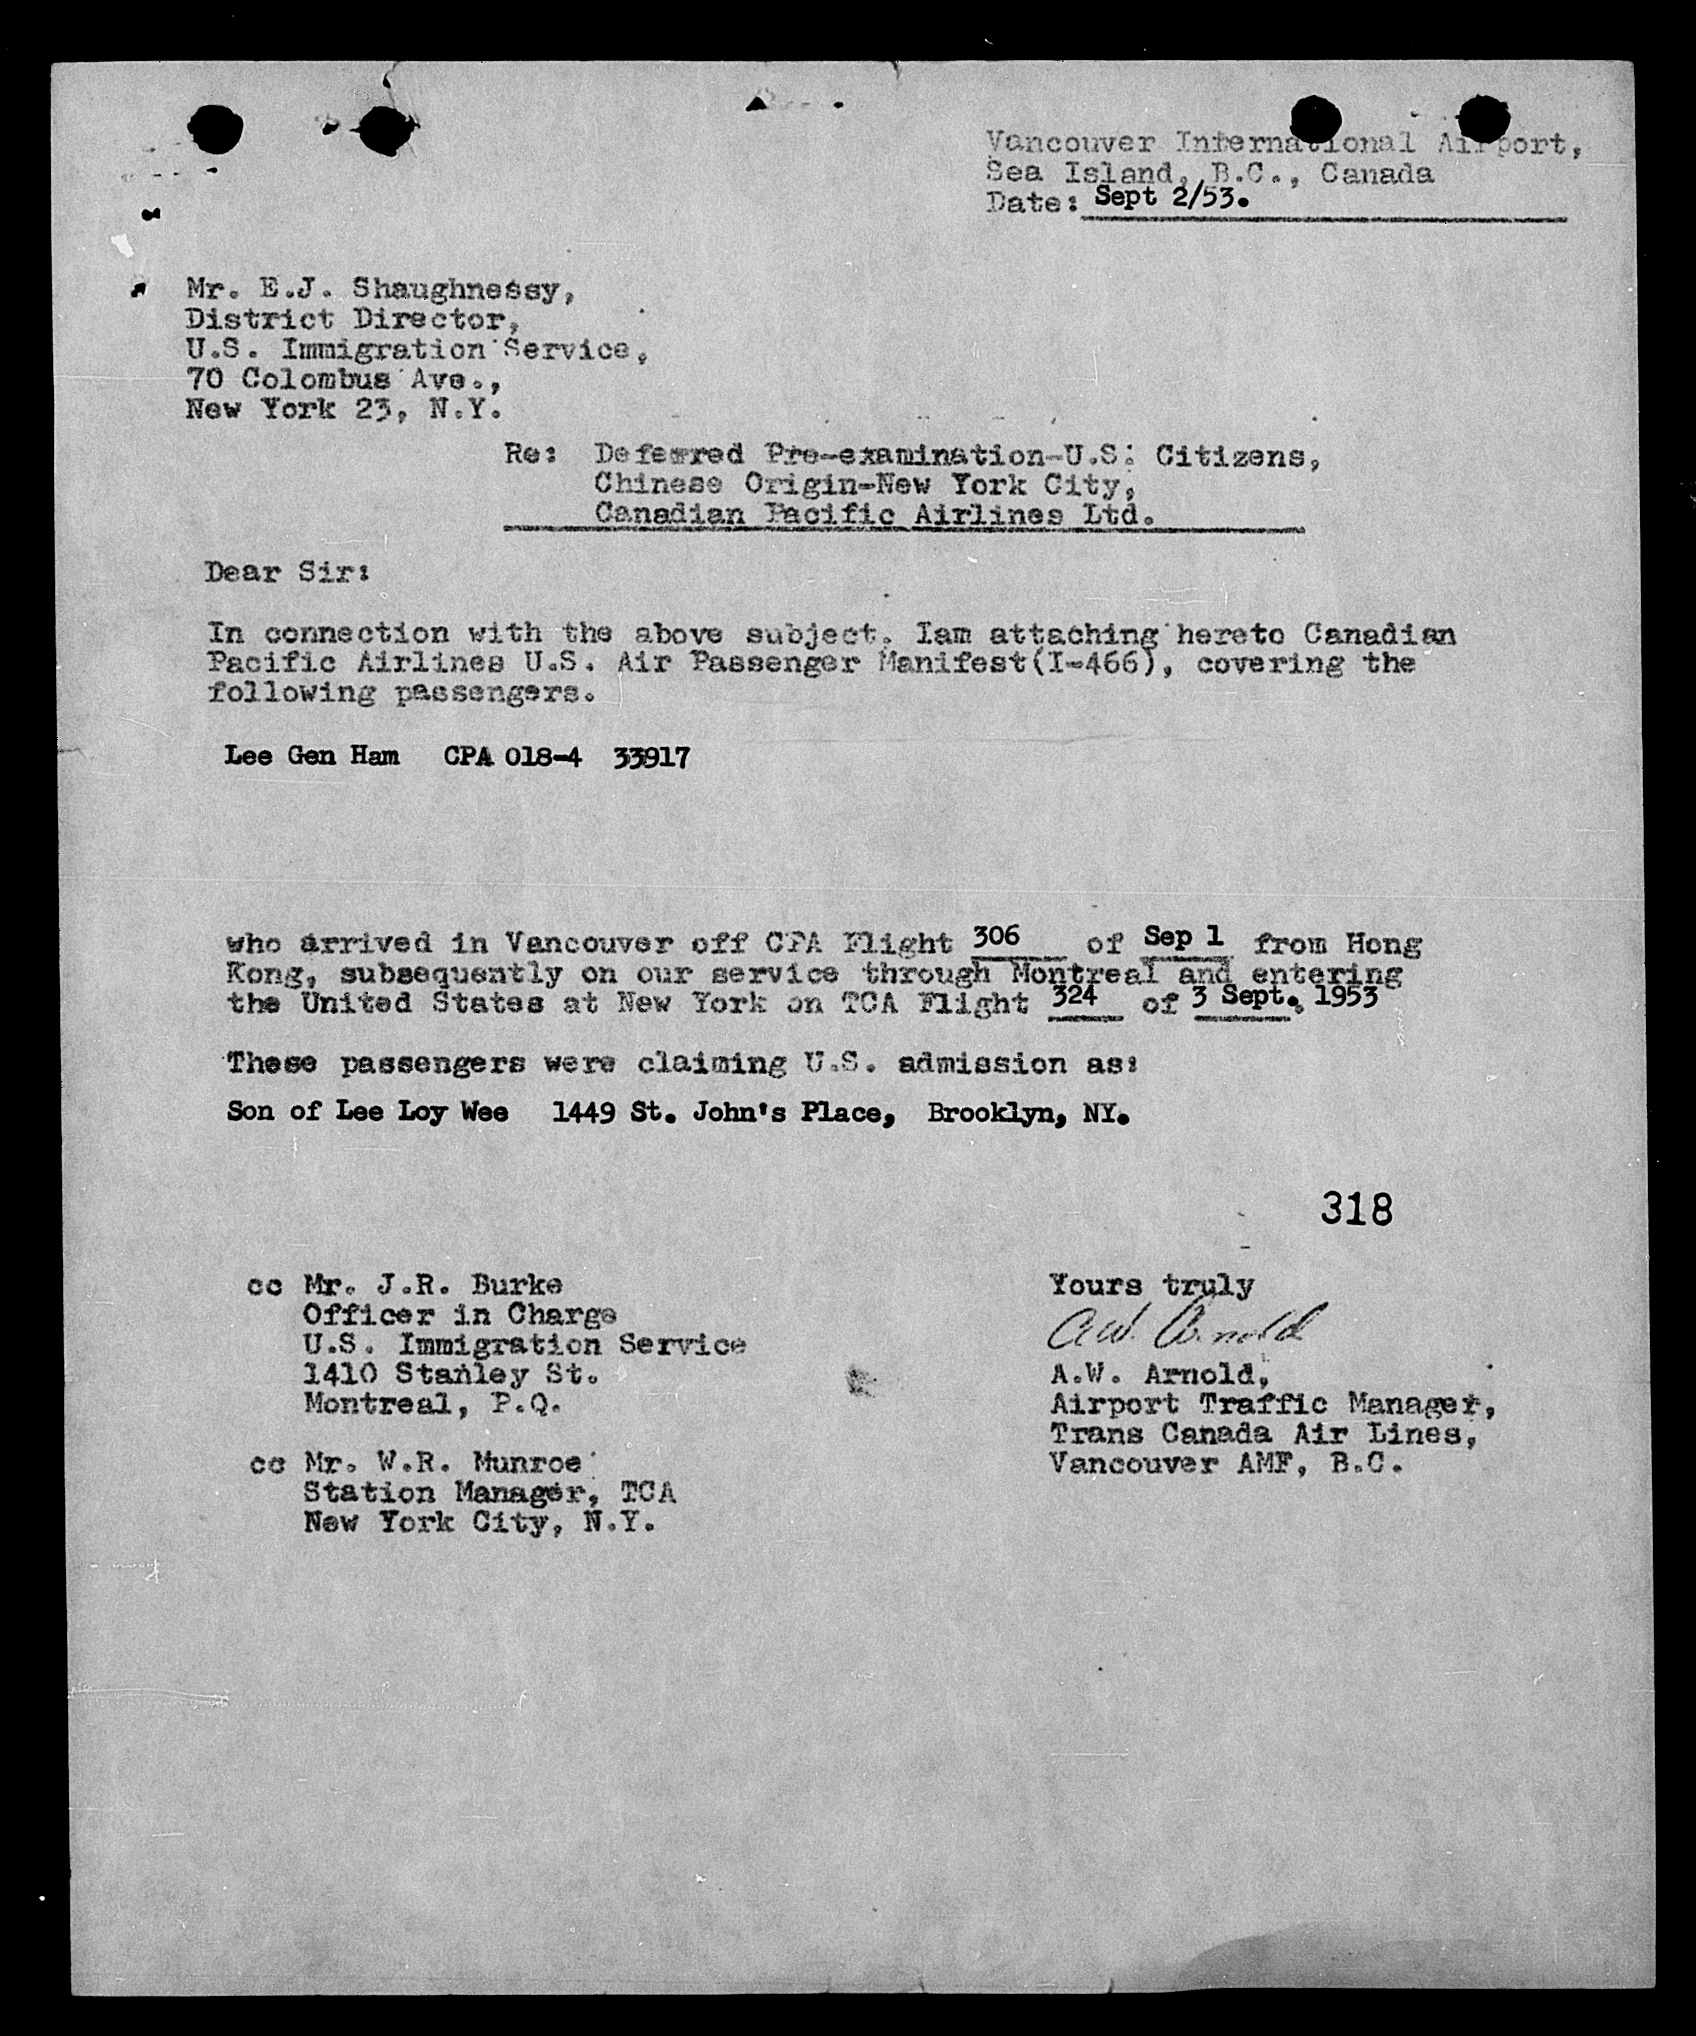 Vancouver International Airport,
Sea Island, B.C., Canada
Date: Sept 2/53.
Mr. E.J. Shaughnessy,
District Director,
U.S. Immigration Service,
70 Colombus Ave.,
New York 23, N.Y.
Re: Deferred Pre-examination-U.S. Citizens,
Chinese Origin-New York City,
Canadian Pacific Airlines Ltd.
Dear Sir:
In connection with the above subject. Iam attaching hereto Canadian
Pacific Airlines U.S. Air Passenger Manifest(I-466), covering the
following passengers.
Lee Gen Ham CPA 018-4 33917
who arrived in Vancouver off CPA Flight 306 of Sep 1 from Hong
Kong, subsequently on our service through Montreal and entering
the United States at New York on TCA Flight 324 of 3 Sept. 1953
These passengers were claiming U.S. admission as:
Son of Lee Loy Wee 1449 St. John's Place, Brooklyn, NY.
318
cc Mr. J.R. Burke
Officer in Charge
U.S. Immigration Service
1410 Stanley St.
Montreal, P.Q.
cc Mr. W.R. Munroe
Station Manager, TCA
New York City, N.Y.
Yours truly
A.W. Arnold
A.W. Arnold,
Airport Traffic Manager,
Trans Canada Air Lines,
Vancouver AMF, B.C.